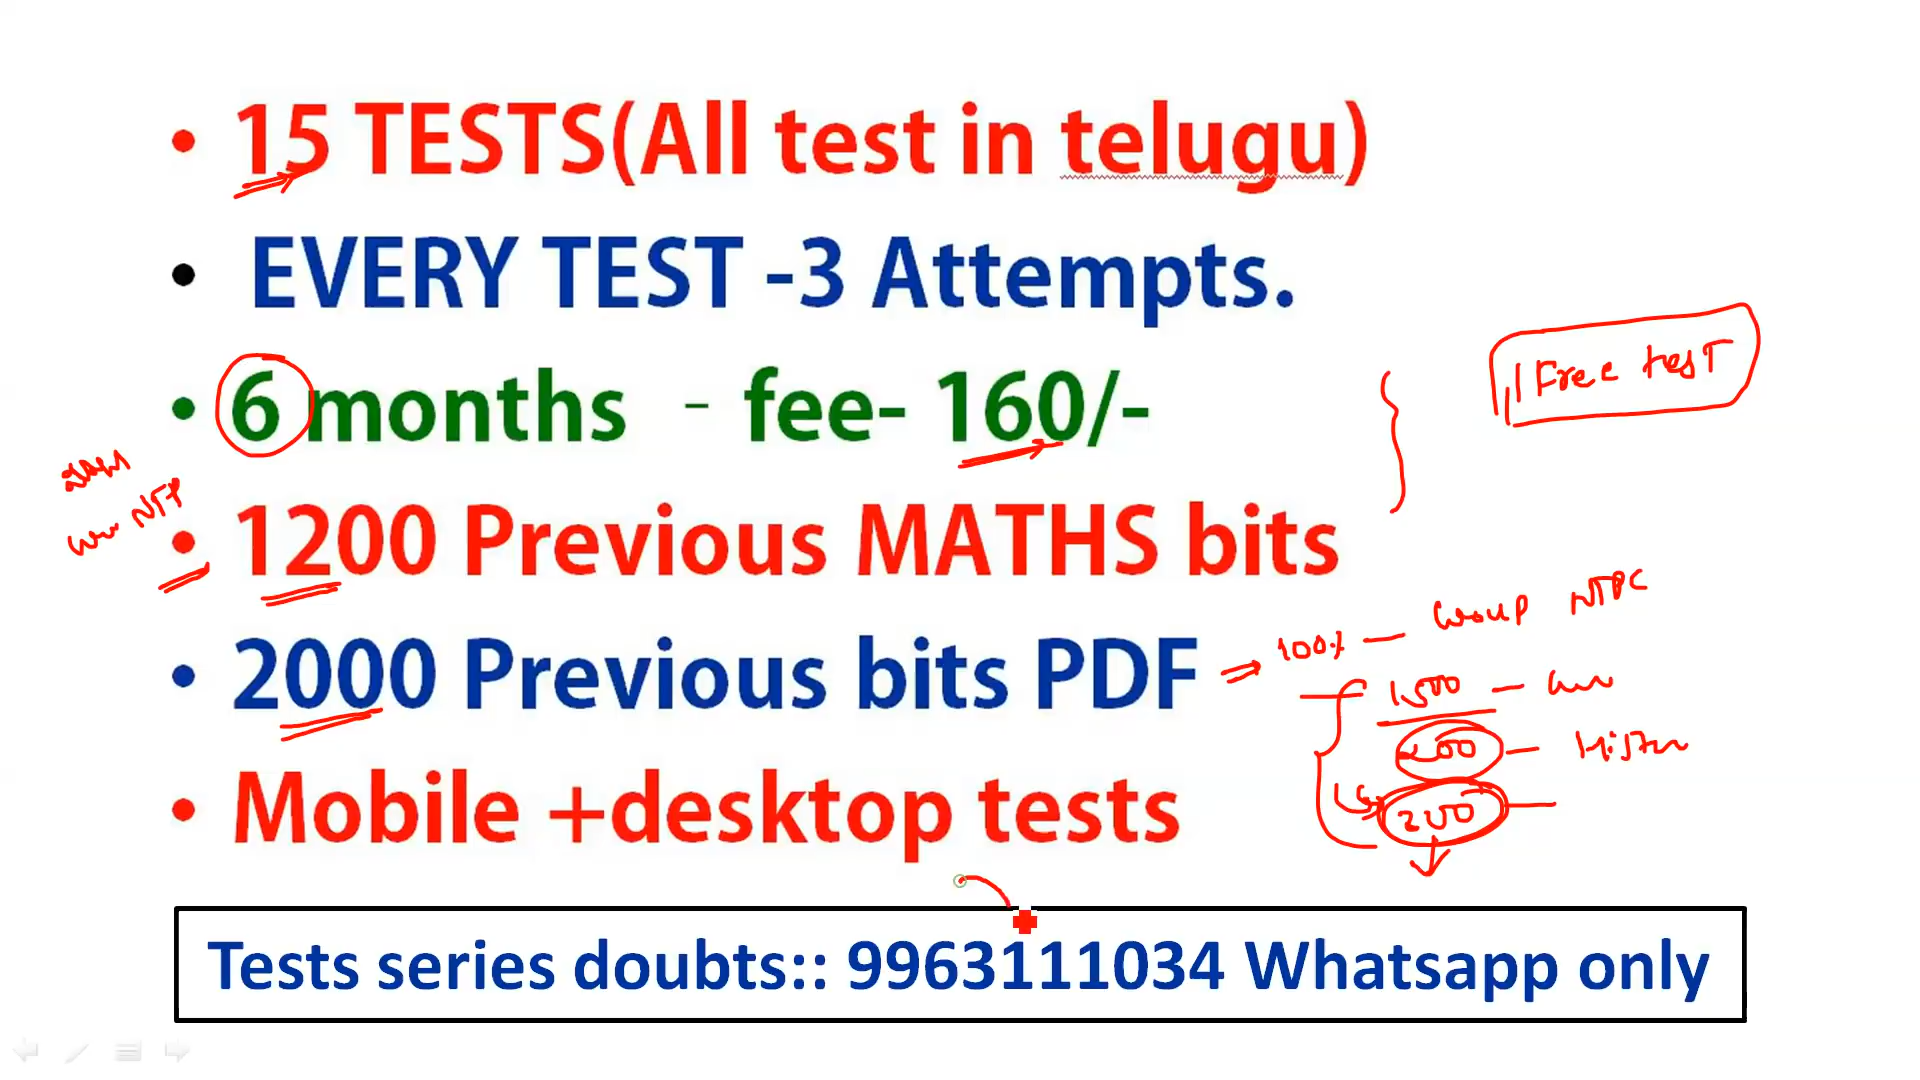 • 15 TESTS(All test in telugu)
• EVERY TEST -3 Attempts.
• 6 months - fee- 160/-
1 Free test
• 1200 Previous MATHS bits
• 2000 Previous bits PDF
100% — Group NTPC
1500
200
200
• Mobile +desktop tests
Tests series doubts:: 9963111034 Whatsapp only